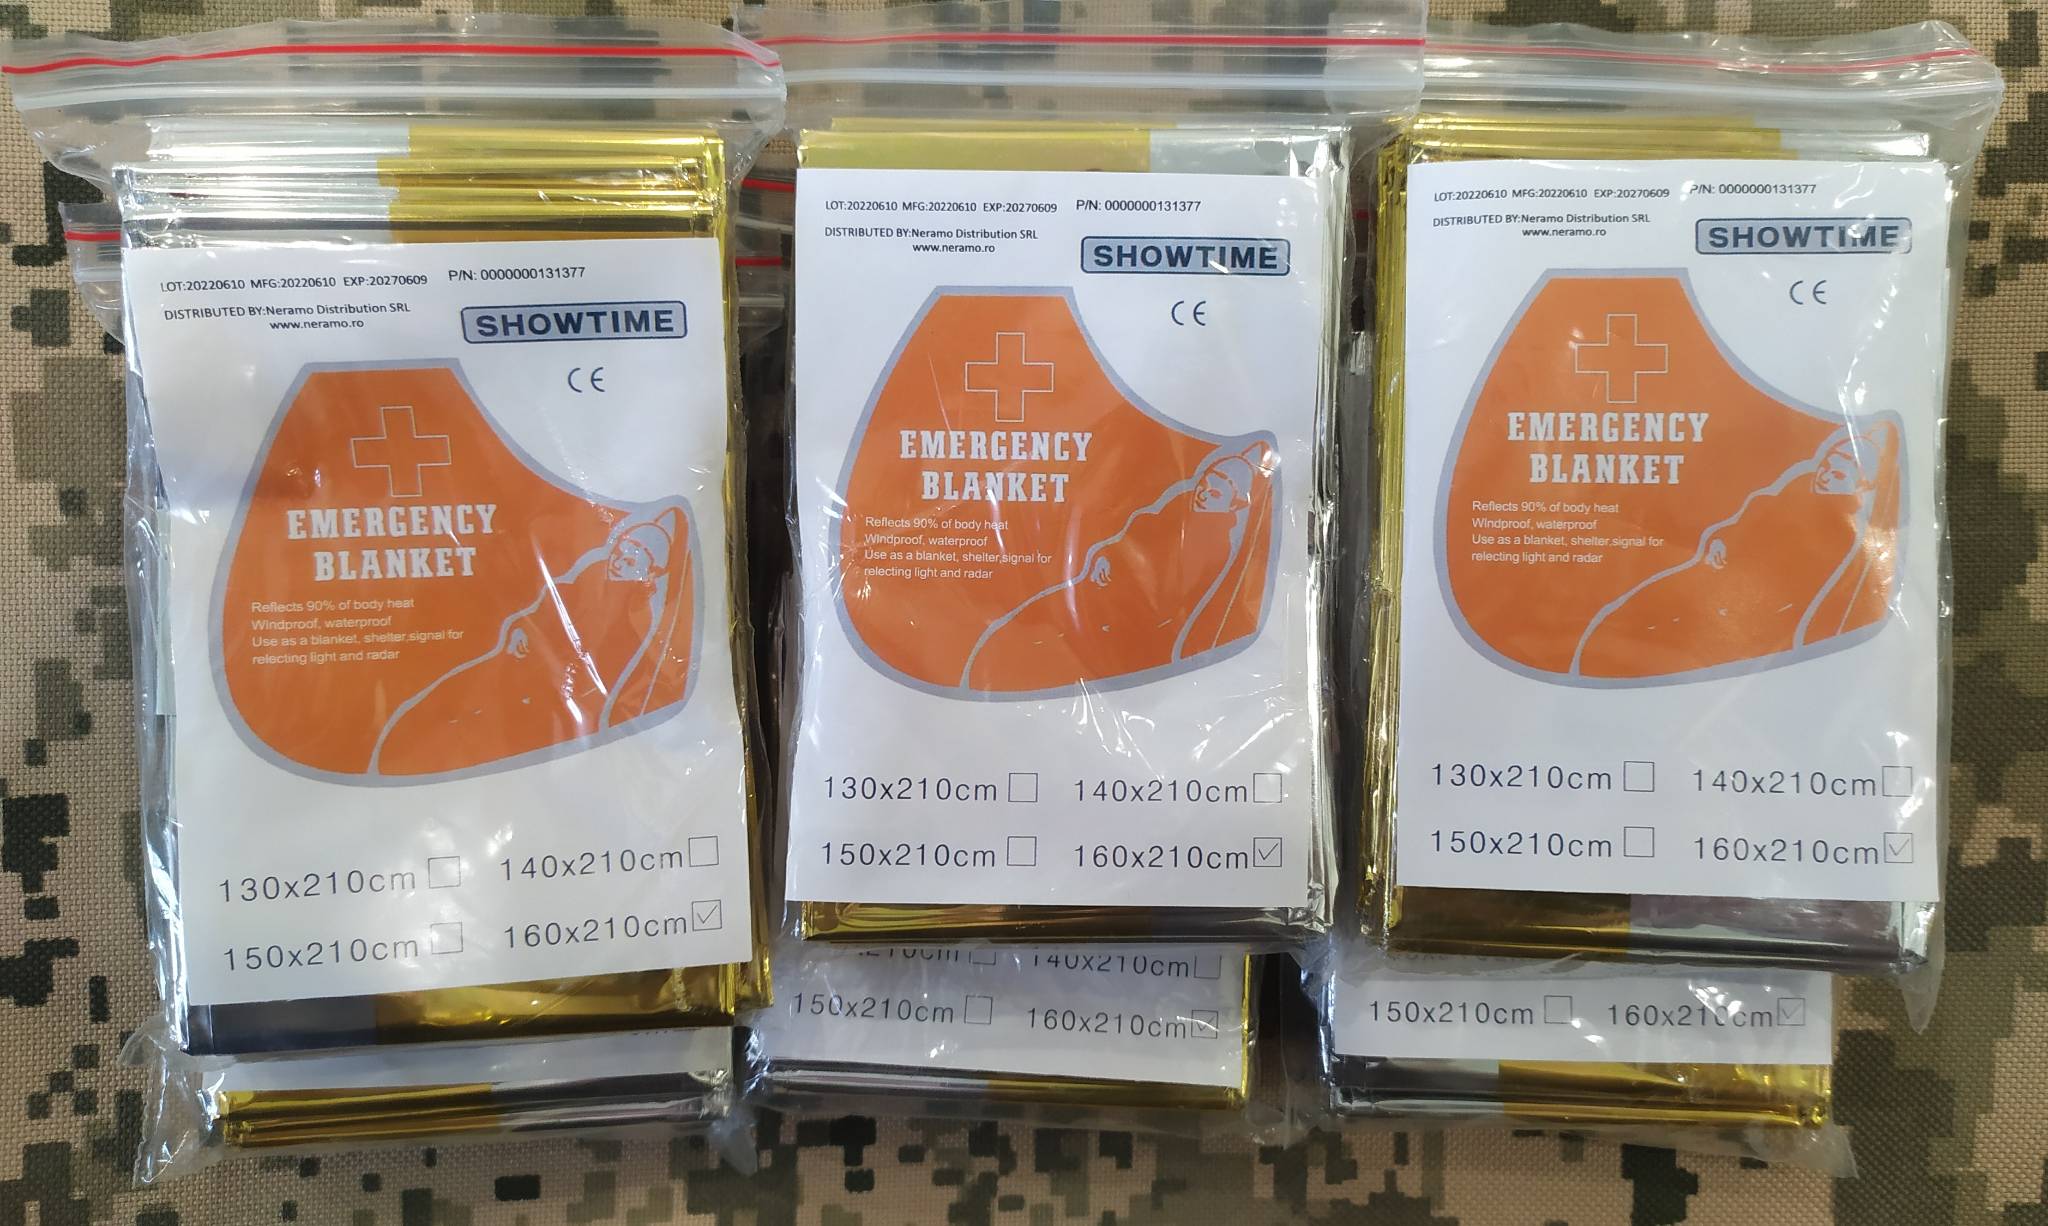 LOT:20220610 MFG:20220610 EXP:20270609 P/N: 0000000131377
DISTRIBUTED BY:Neramo Distribution SRL
www.neramo.ro
SHOWTIME
CE
EMERGENCY
BLANKET
Reflects 90% of body heat
Windproof, waterproof
Use as a blanket, shelter,signal for
relecting light and radar
130x210cm 140x210cm
150x210cm 160x210cm
LOT:20220610 MFG:20220610 EXP:20270609 P/N: 0000000131377
DISTRIBUTED BY:Neramo Distribution SRL
www.neramo.ro
SHOWTIME
CE
EMERGENCY
BLANKET
Reflects 90% of body heat
Windproof, waterproof
Use as a blanket, shelter,signal for
relecting light and radar
130x210cm 140x210cm
150x210cm 160x210cm
140x210cm
150x210cm 160x210cm
LOT:20220610 MFG:20220610 EXP:20270609 P/N: 0000000131377
DISTRIBUTED BY:Neramo Distribution SRL
www.neramo.ro
SHOWTIME
CE
EMERGENCY
BLANKET
Reflects 90% of body heat
Windproof, waterproof
Use as a blanket, shelter,signal for
relecting light and radar
130x210cm 140x210cm
150x210cm 160x210cm
150x210cm 160x210cm